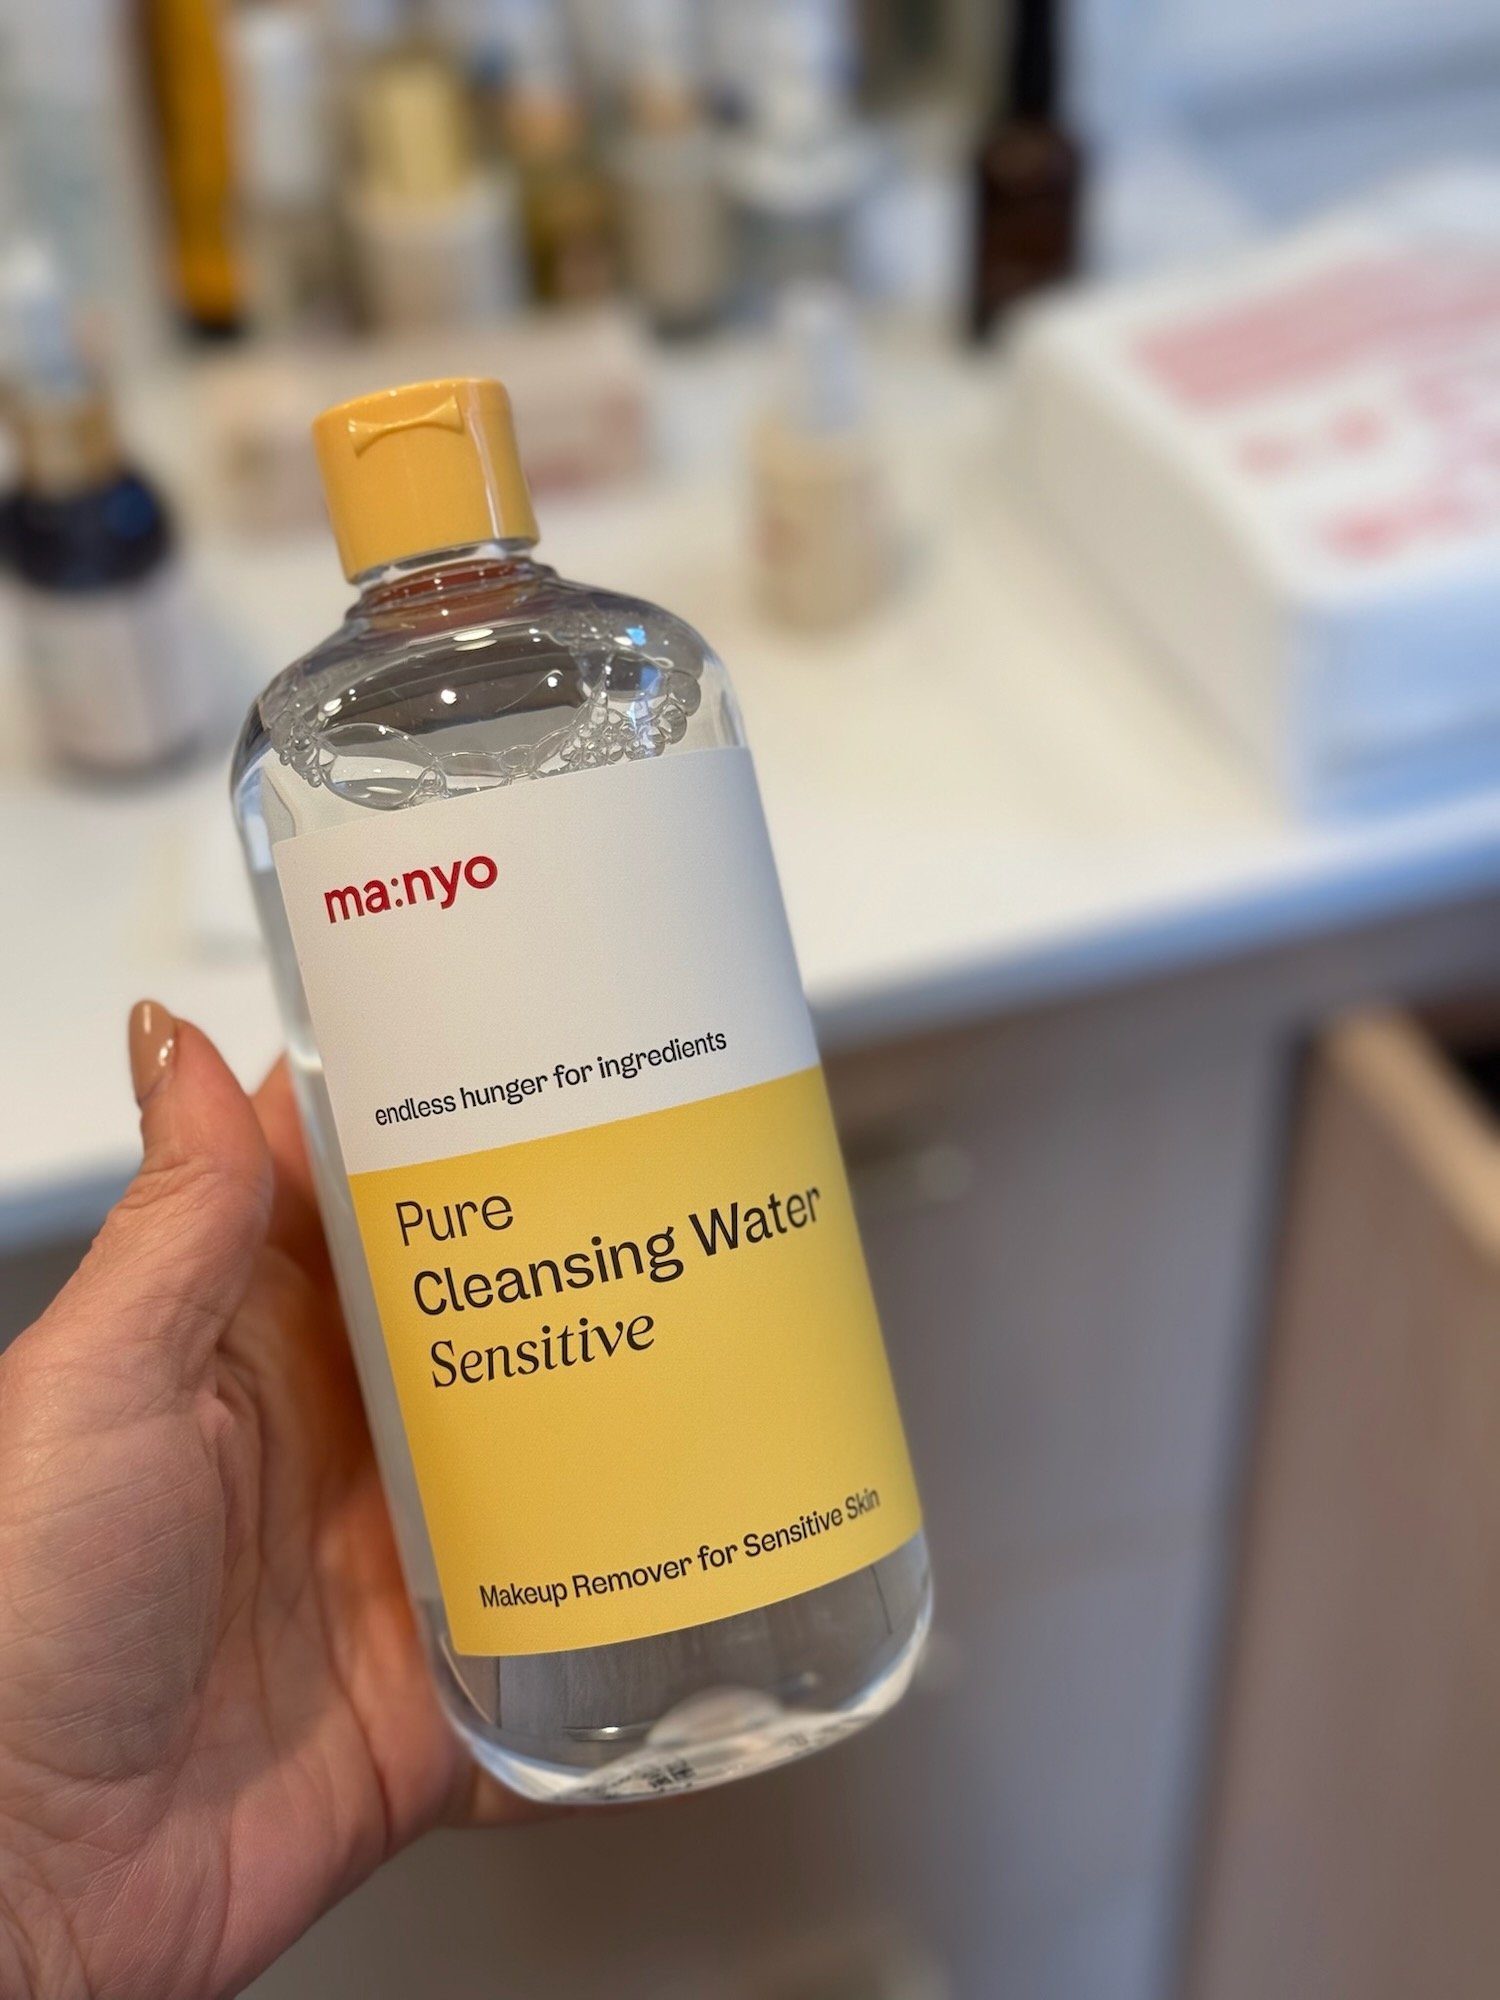 ma:nyo
endless hunger for ingredients
Pure
Cleansing Water
Sensitive
Makeup Remover for Sensitive Skin